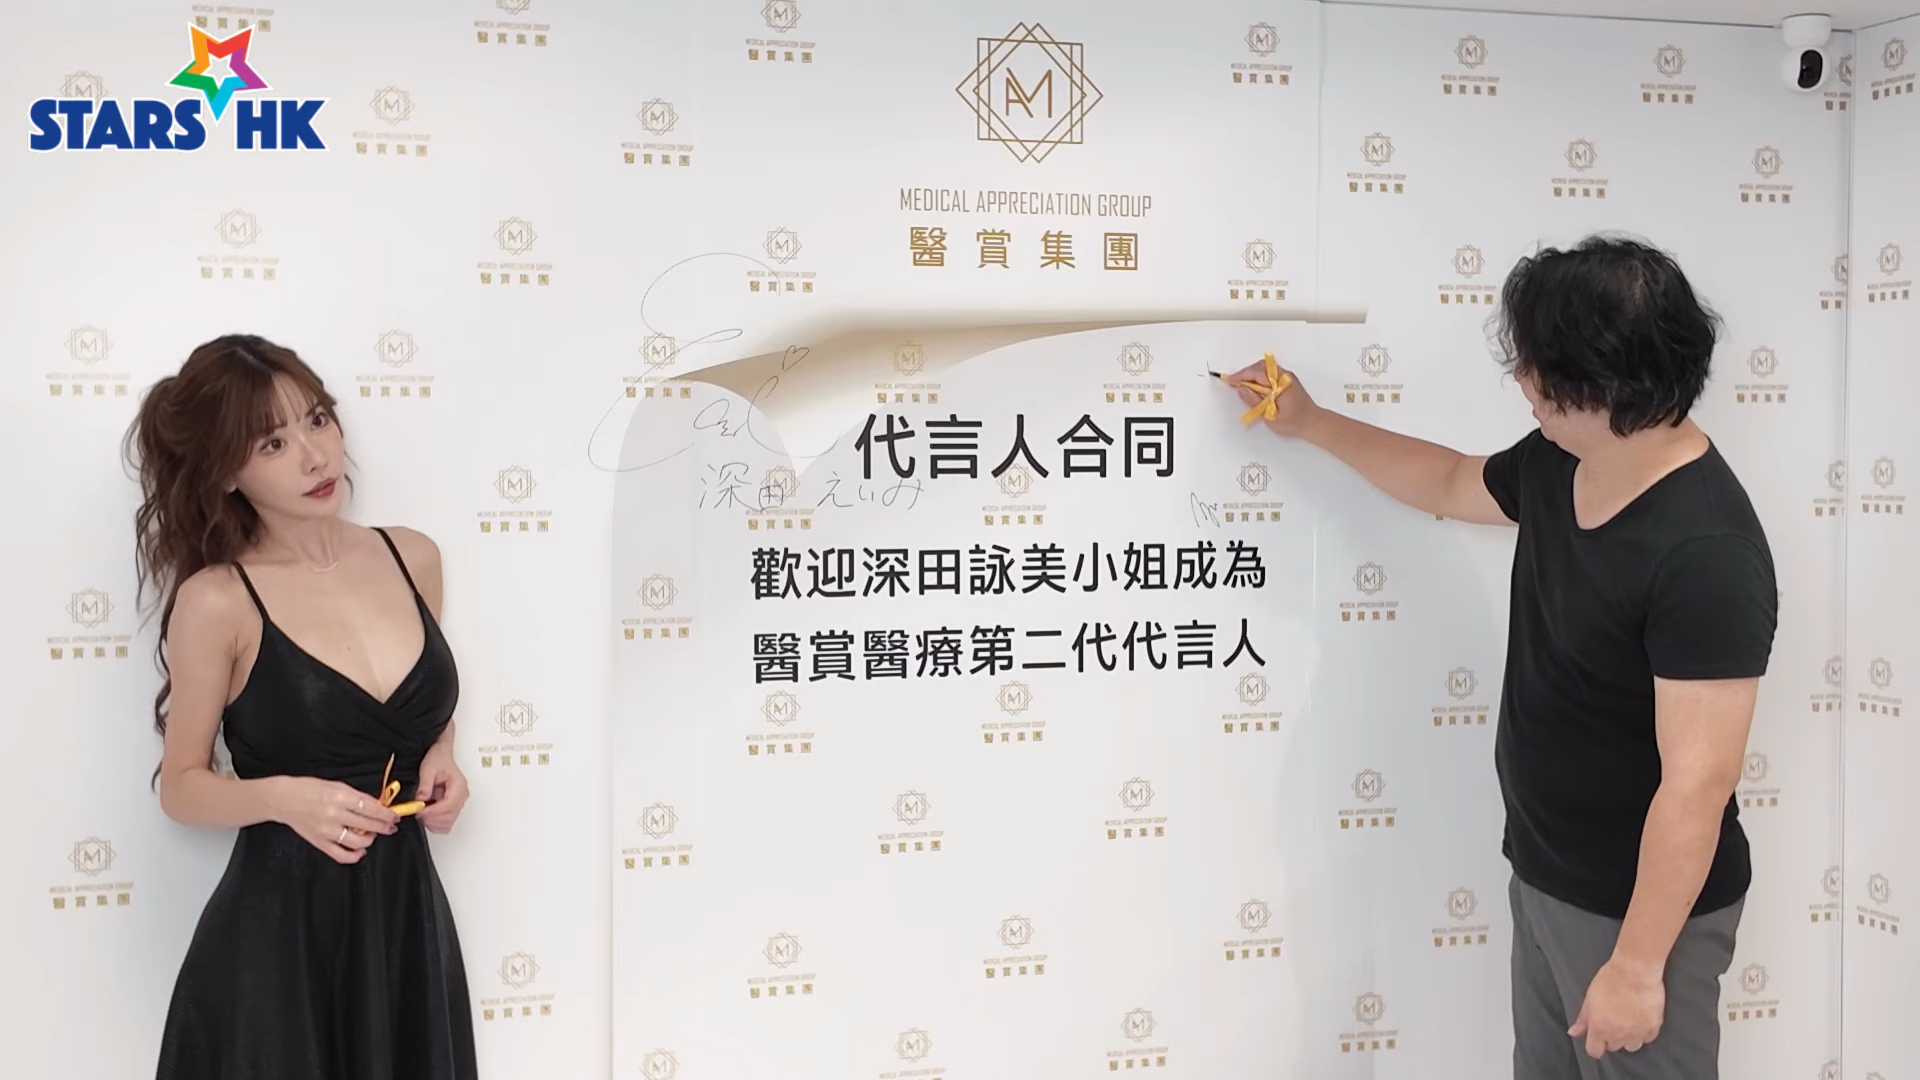 STARS HK
AM
MEDICAL APPRECIATION GROUP
醫賞集團
代言人合同
深田えいみ
歡迎深田詠美小姐成為
醫賞醫療第二代代言人